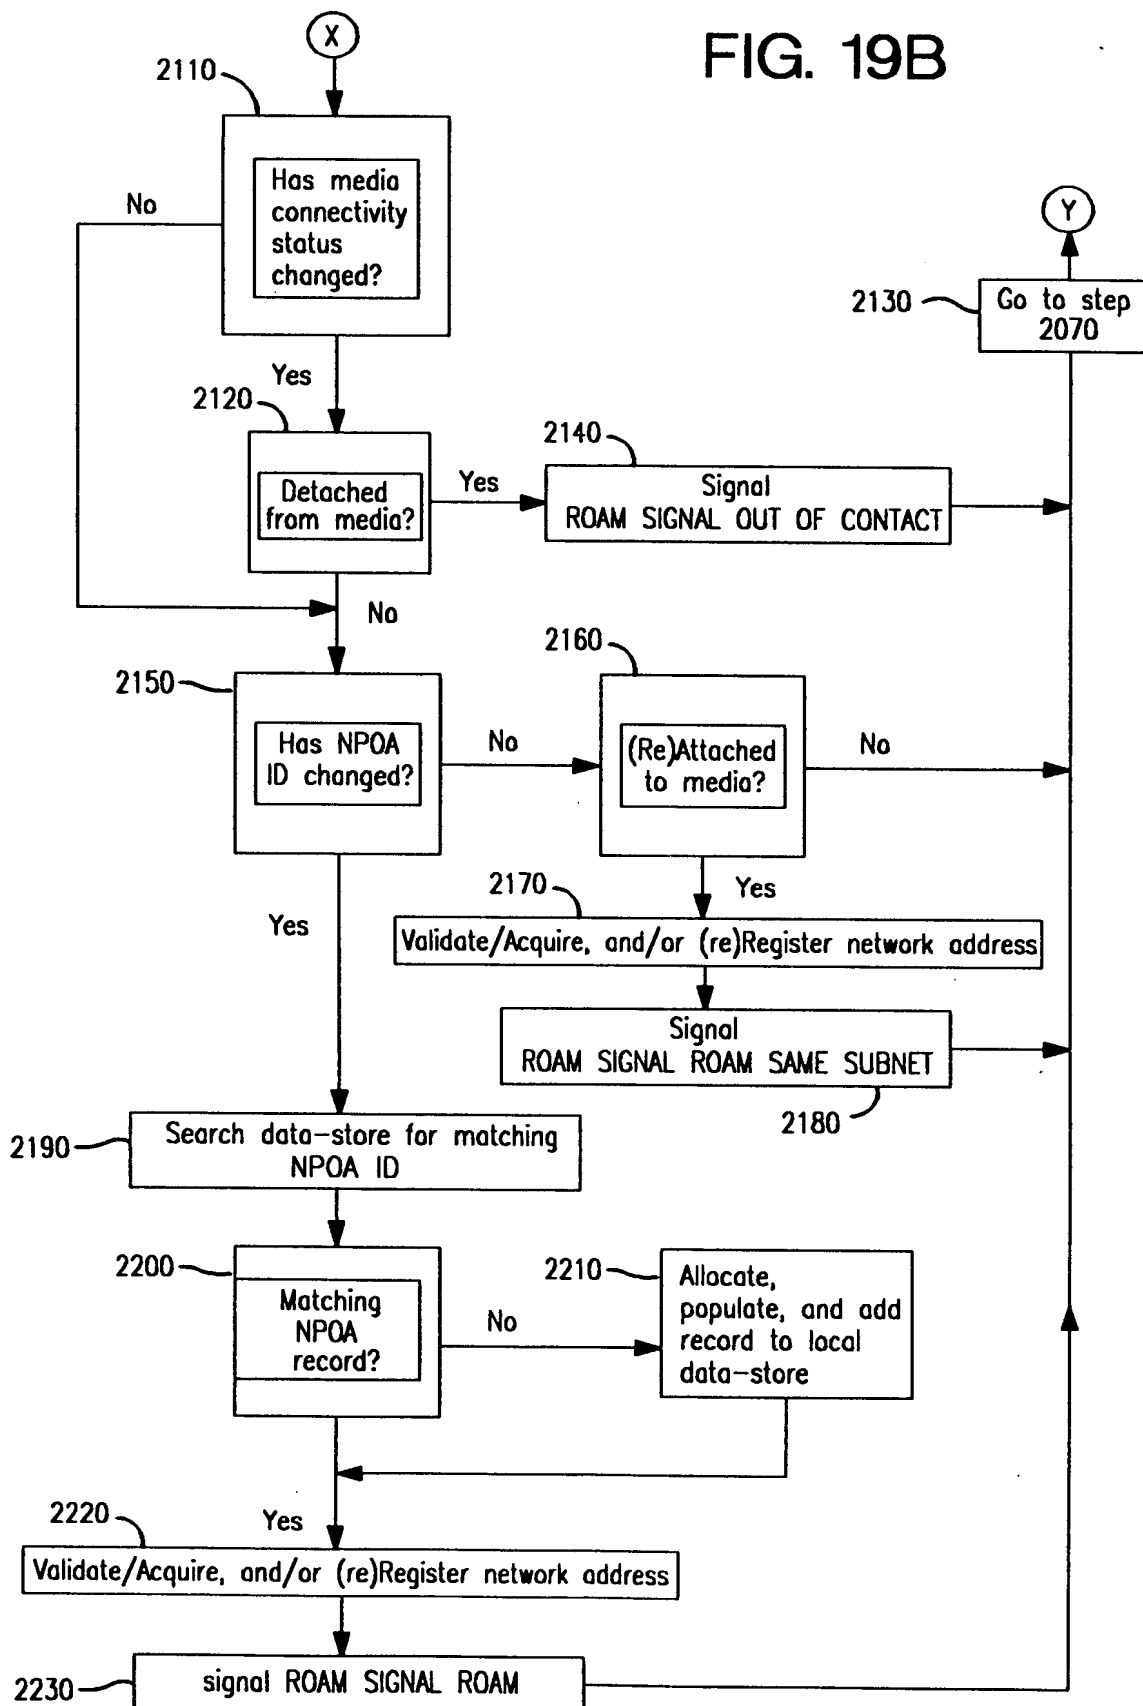 FIG. 19B
X
2110
Has media
connectivity
status
changed?
No
Yes
Y
2130
Go to step
2070
2120
Detached
from media?
Yes
No
2140
Signal
ROAM SIGNAL OUT OF CONTACT
2150
Has NPOA
ID changed?
No
Yes
2160
(Re)Attached
to media?
No
Yes
2170
Validate/Acquire, and/or (re)Register network address
Signal
ROAM SIGNAL ROAM SAME SUBNET
2180
2190
Search data-store for matching
NPOA ID
2200
Matching
NPOA
record?
No
2210
Allocate,
populate, and add
record to local
data-store
Yes
2220
Validate/Acquire, and/or (re)Register network address
2230
signal ROAM SIGNAL ROAM